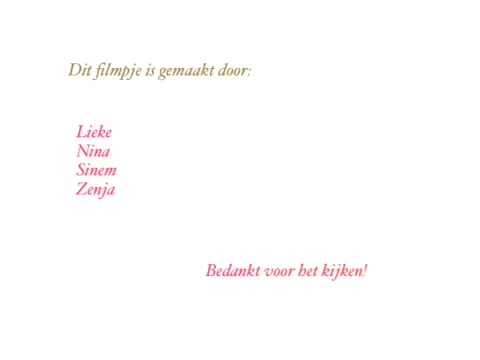 Dit filmpje is gemaakt door:
Lieke
Nina
Sinem
Zenja
Bedankt voor het kijken!